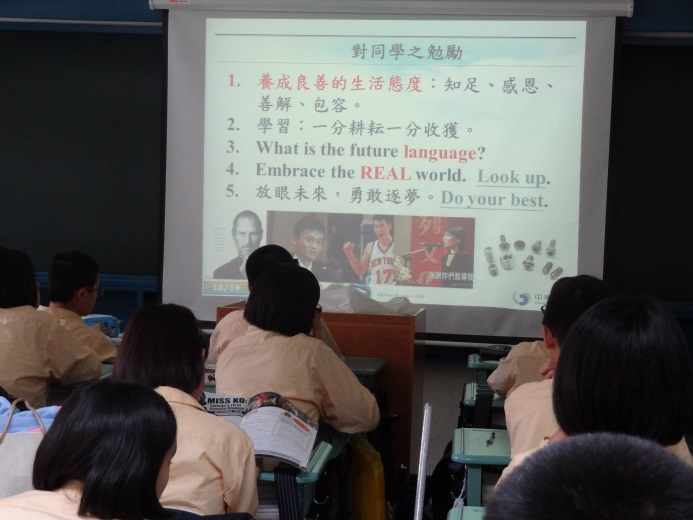 對同學之勉勵
1. 養成良善的生活態度：知足、感恩、
善解、包容。
2. 學習：一分耕耘一分收獲。
3. What is the future language?
4. Embrace the REAL world. Look up.
5. 放眼未來，勇敢逐夢。Do your best.
NEW YORK
17
18/19
MISS KO